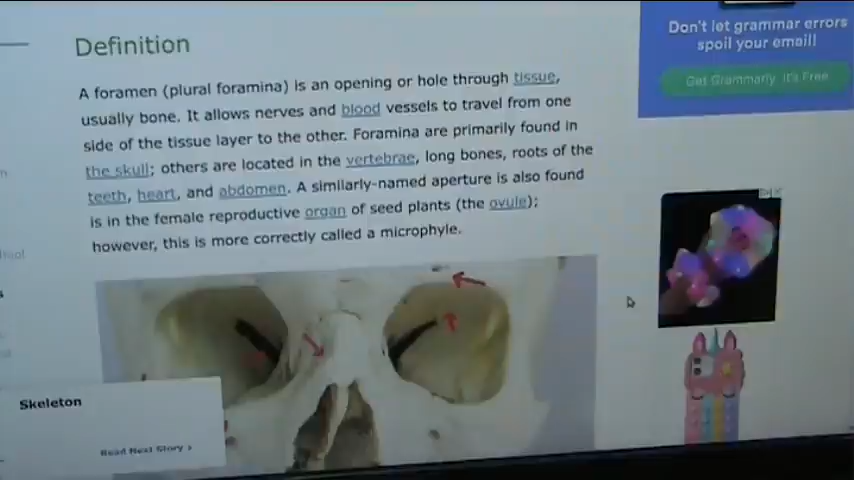 Definition
A foramen (plural foramina) is an opening or hole through tissue,
usually bone. It allows nerves and blood vessels to travel from one
side of the tissue layer to the other. Foramina are primarily found in
the skull; others are located in the vertebrae, long bones, roots of the
teeth, heart, and abdomen. A similarly-named aperture is also found
is in the female reproductive organ of seed plants (the ovule);
however, this is more correctly called a microphyle.
Don't let grammar errors
spoil your email!
Get Grammarly. It's Free
Skeleton
Read Next Story >